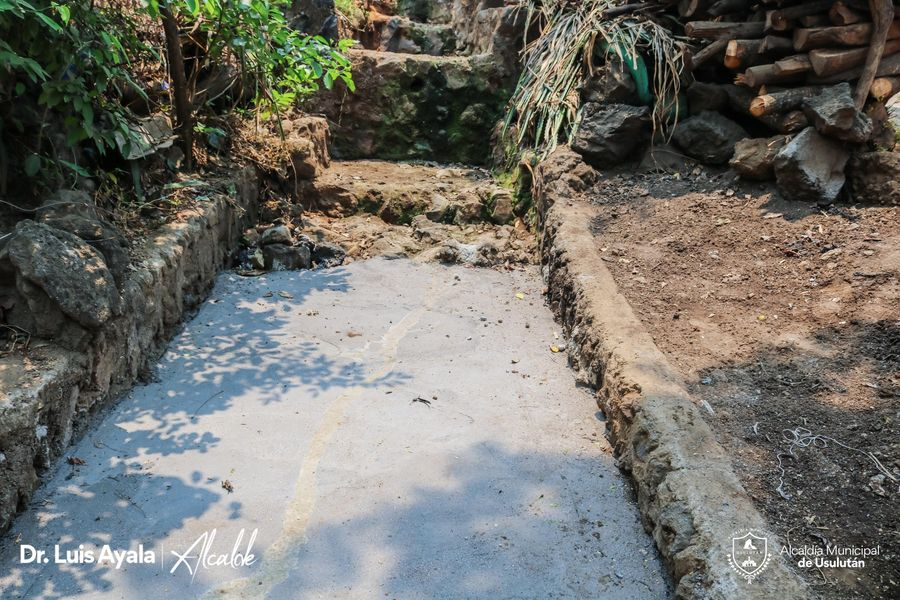 Dr. Luis Ayala | Alcalde
Alcaldía Municipal
de Usulután